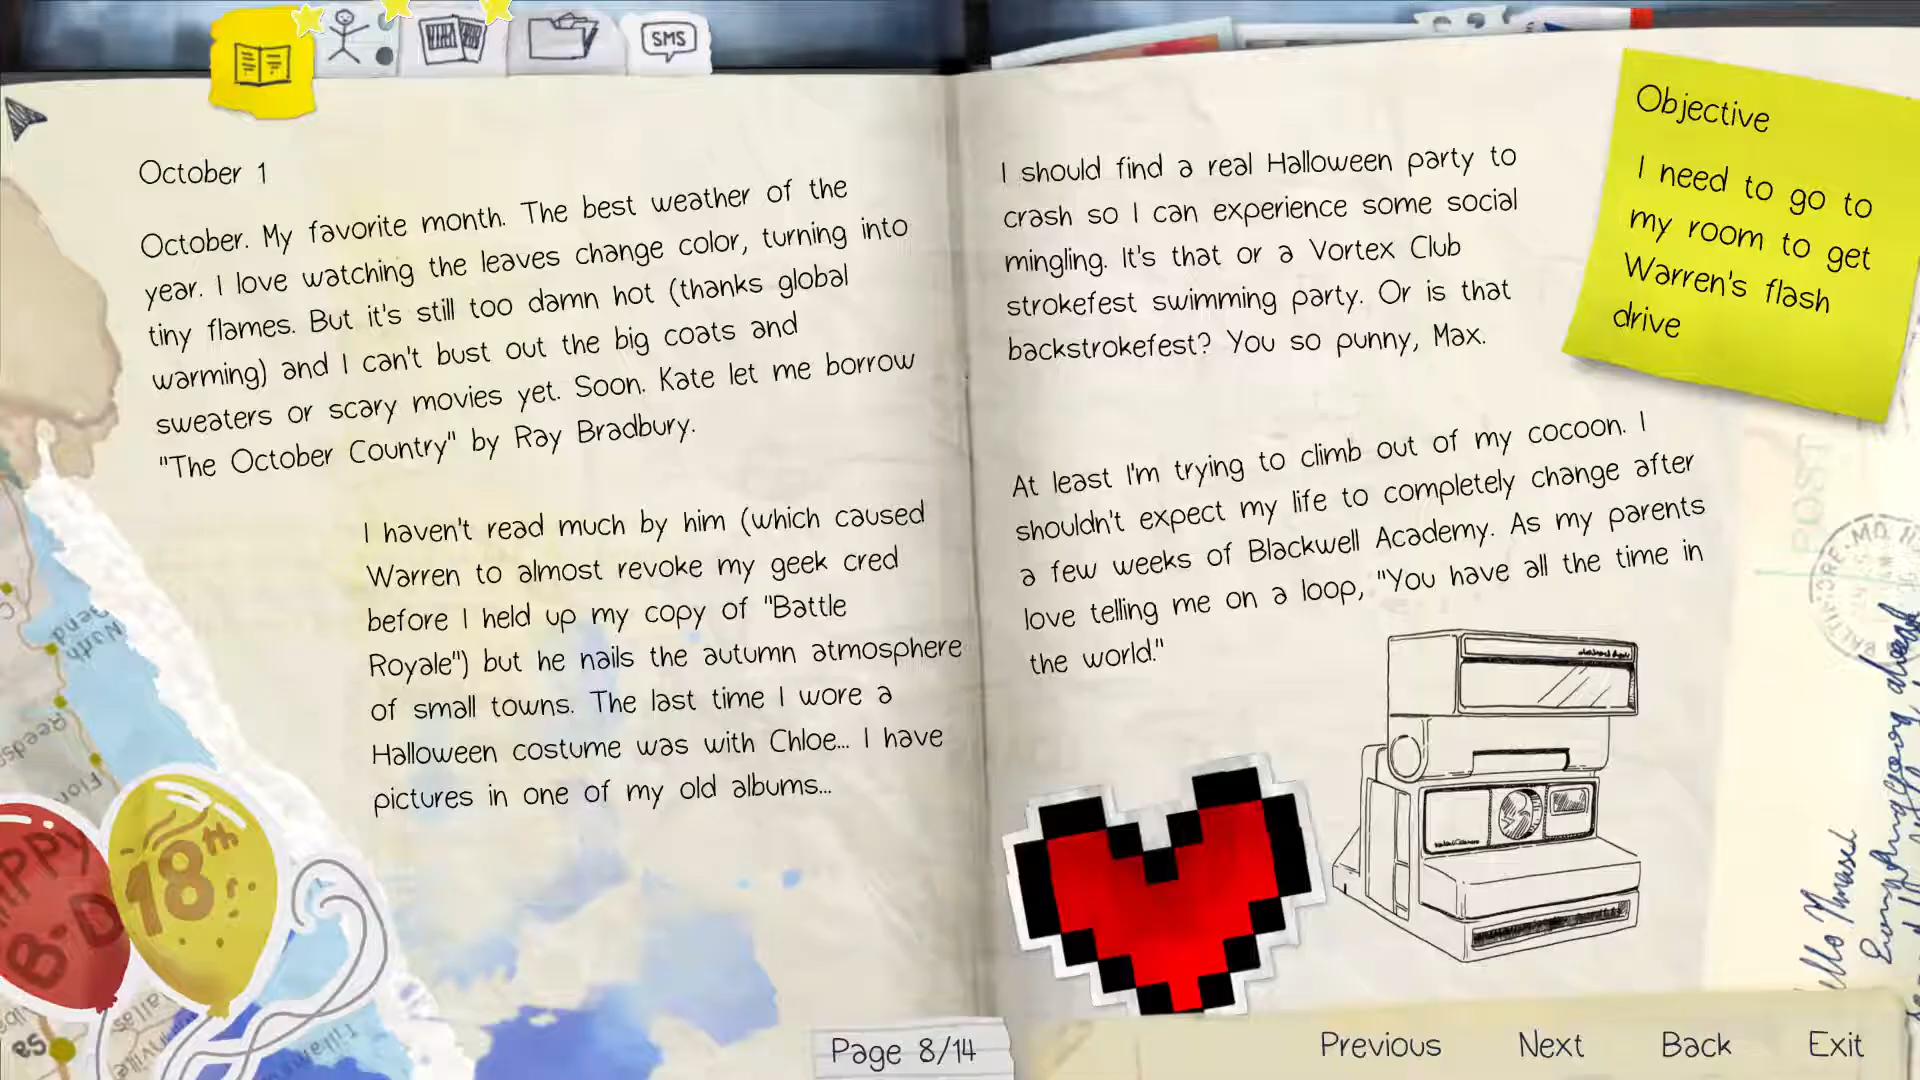 SMS
October 1
October. My favorite month. The best weather of the
year. I love watching the leaves change color, turning into
tiny flames. But it's still too damn hot (thanks global
warming) and I can't bust out the big coats and
sweaters or scary movies yet. Soon. Kate let me borrow
"The October Country" by Ray Bradbury.
I haven't read much by him (which caused
Warren to almost revoke my geek cred
before I held up my copy of "Battle
Royale") but he nails the autumn atmosphere
of small towns. The last time I wore a
Halloween costume was with Chloe... I have
pictures in one of my old albums...
I should find a real Halloween party to
crash so I can experience some social
mingling. It's that or a Vortex Club
strokefest swimming party. Or is that
backstrokefest? You so punny, Max.
At least I'm trying to climb out of my cocoon. I
shouldn't expect my life to completely change after
a few weeks of Blackwell Academy. As my parents
love telling me on a loop, "You have all the time in
the world."
Objective
I need to go to
my room to get
Warren's flash
drive
POST
North
Bend
18th
B-D
Page 8/14
Previous
Next
Back
Exit